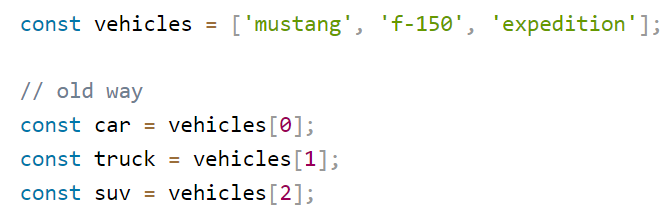 const vehicles = ['mustang', 'f-150', 'expedition'];
// old way
const car = vehicles[0];
const truck = vehicles[1];
const suv = vehicles[2];